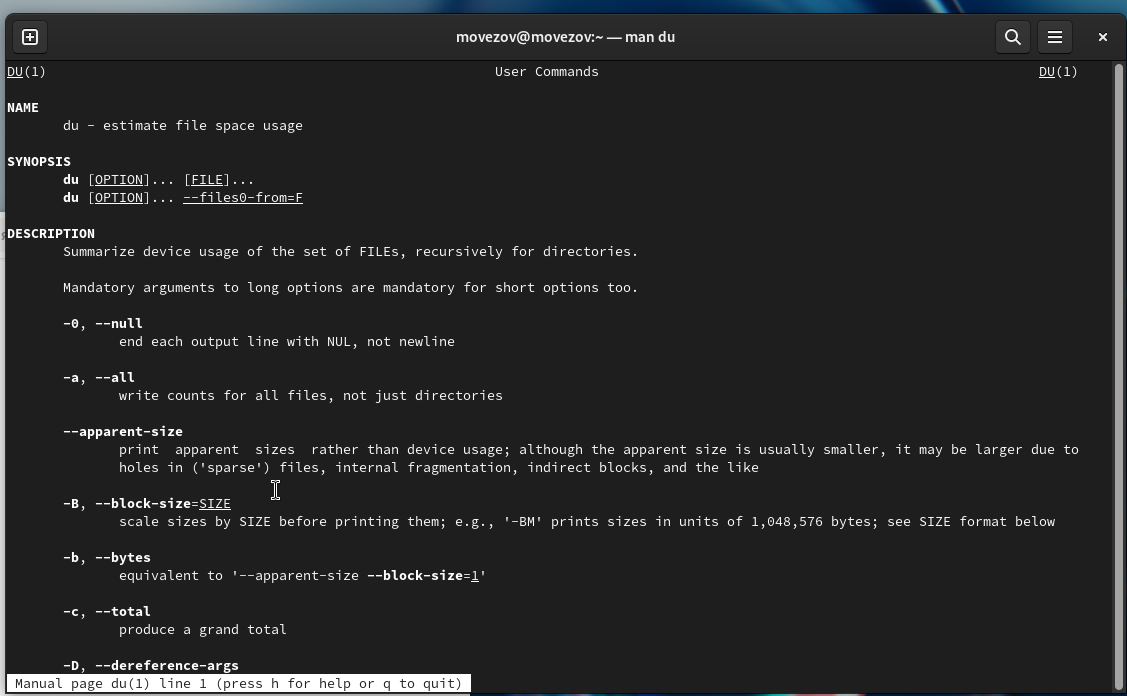 movezov@movezov:~ — man du
DU(1) User Commands DU(1)
NAME
du - estimate file space usage
SYNOPSIS
du [OPTION]... [FILE]...
du [OPTION]... --files0-from=F
DESCRIPTION
Summarize device usage of the set of FILEs, recursively for directories.
Mandatory arguments to long options are mandatory for short options too.
-0, --null
end each output line with NUL, not newline
-a, --all
write counts for all files, not just directories
--apparent-size
print apparent sizes rather than device usage; although the apparent size is usually smaller, it may be larger due to
holes in ('sparse') files, internal fragmentation, indirect blocks, and the like
-B, --block-size=SIZE
scale sizes by SIZE before printing them; e.g., '-BM' prints sizes in units of 1,048,576 bytes; see SIZE format below
-b, --bytes
equivalent to '--apparent-size --block-size=1'
-c, --total
produce a grand total
-D, --dereference-args
Manual page du(1) line 1 (press h for help or q to quit)